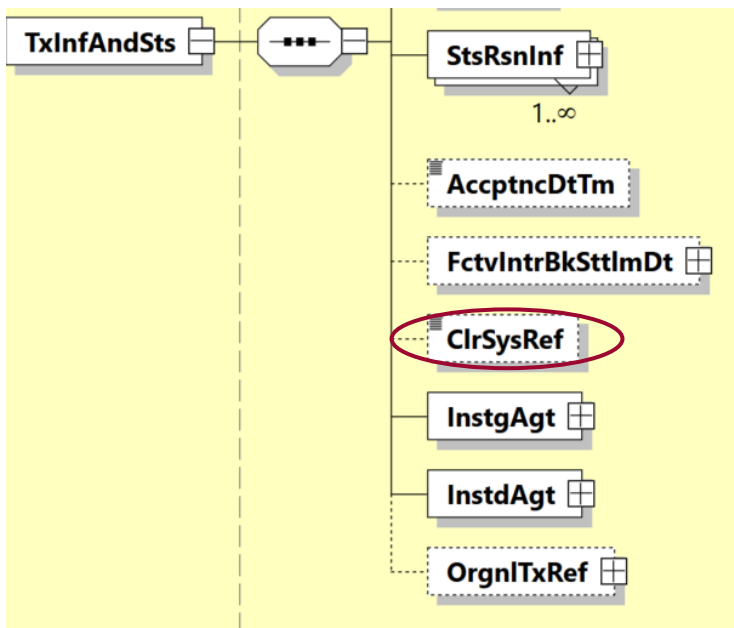 TxInfAndSts
StsRsnInf
1..∞
AccptncDtTm
FctvIntrBkSttlmDt
ClrSysRef
InstgAgt
InstdAgt
OrgnlTxRef